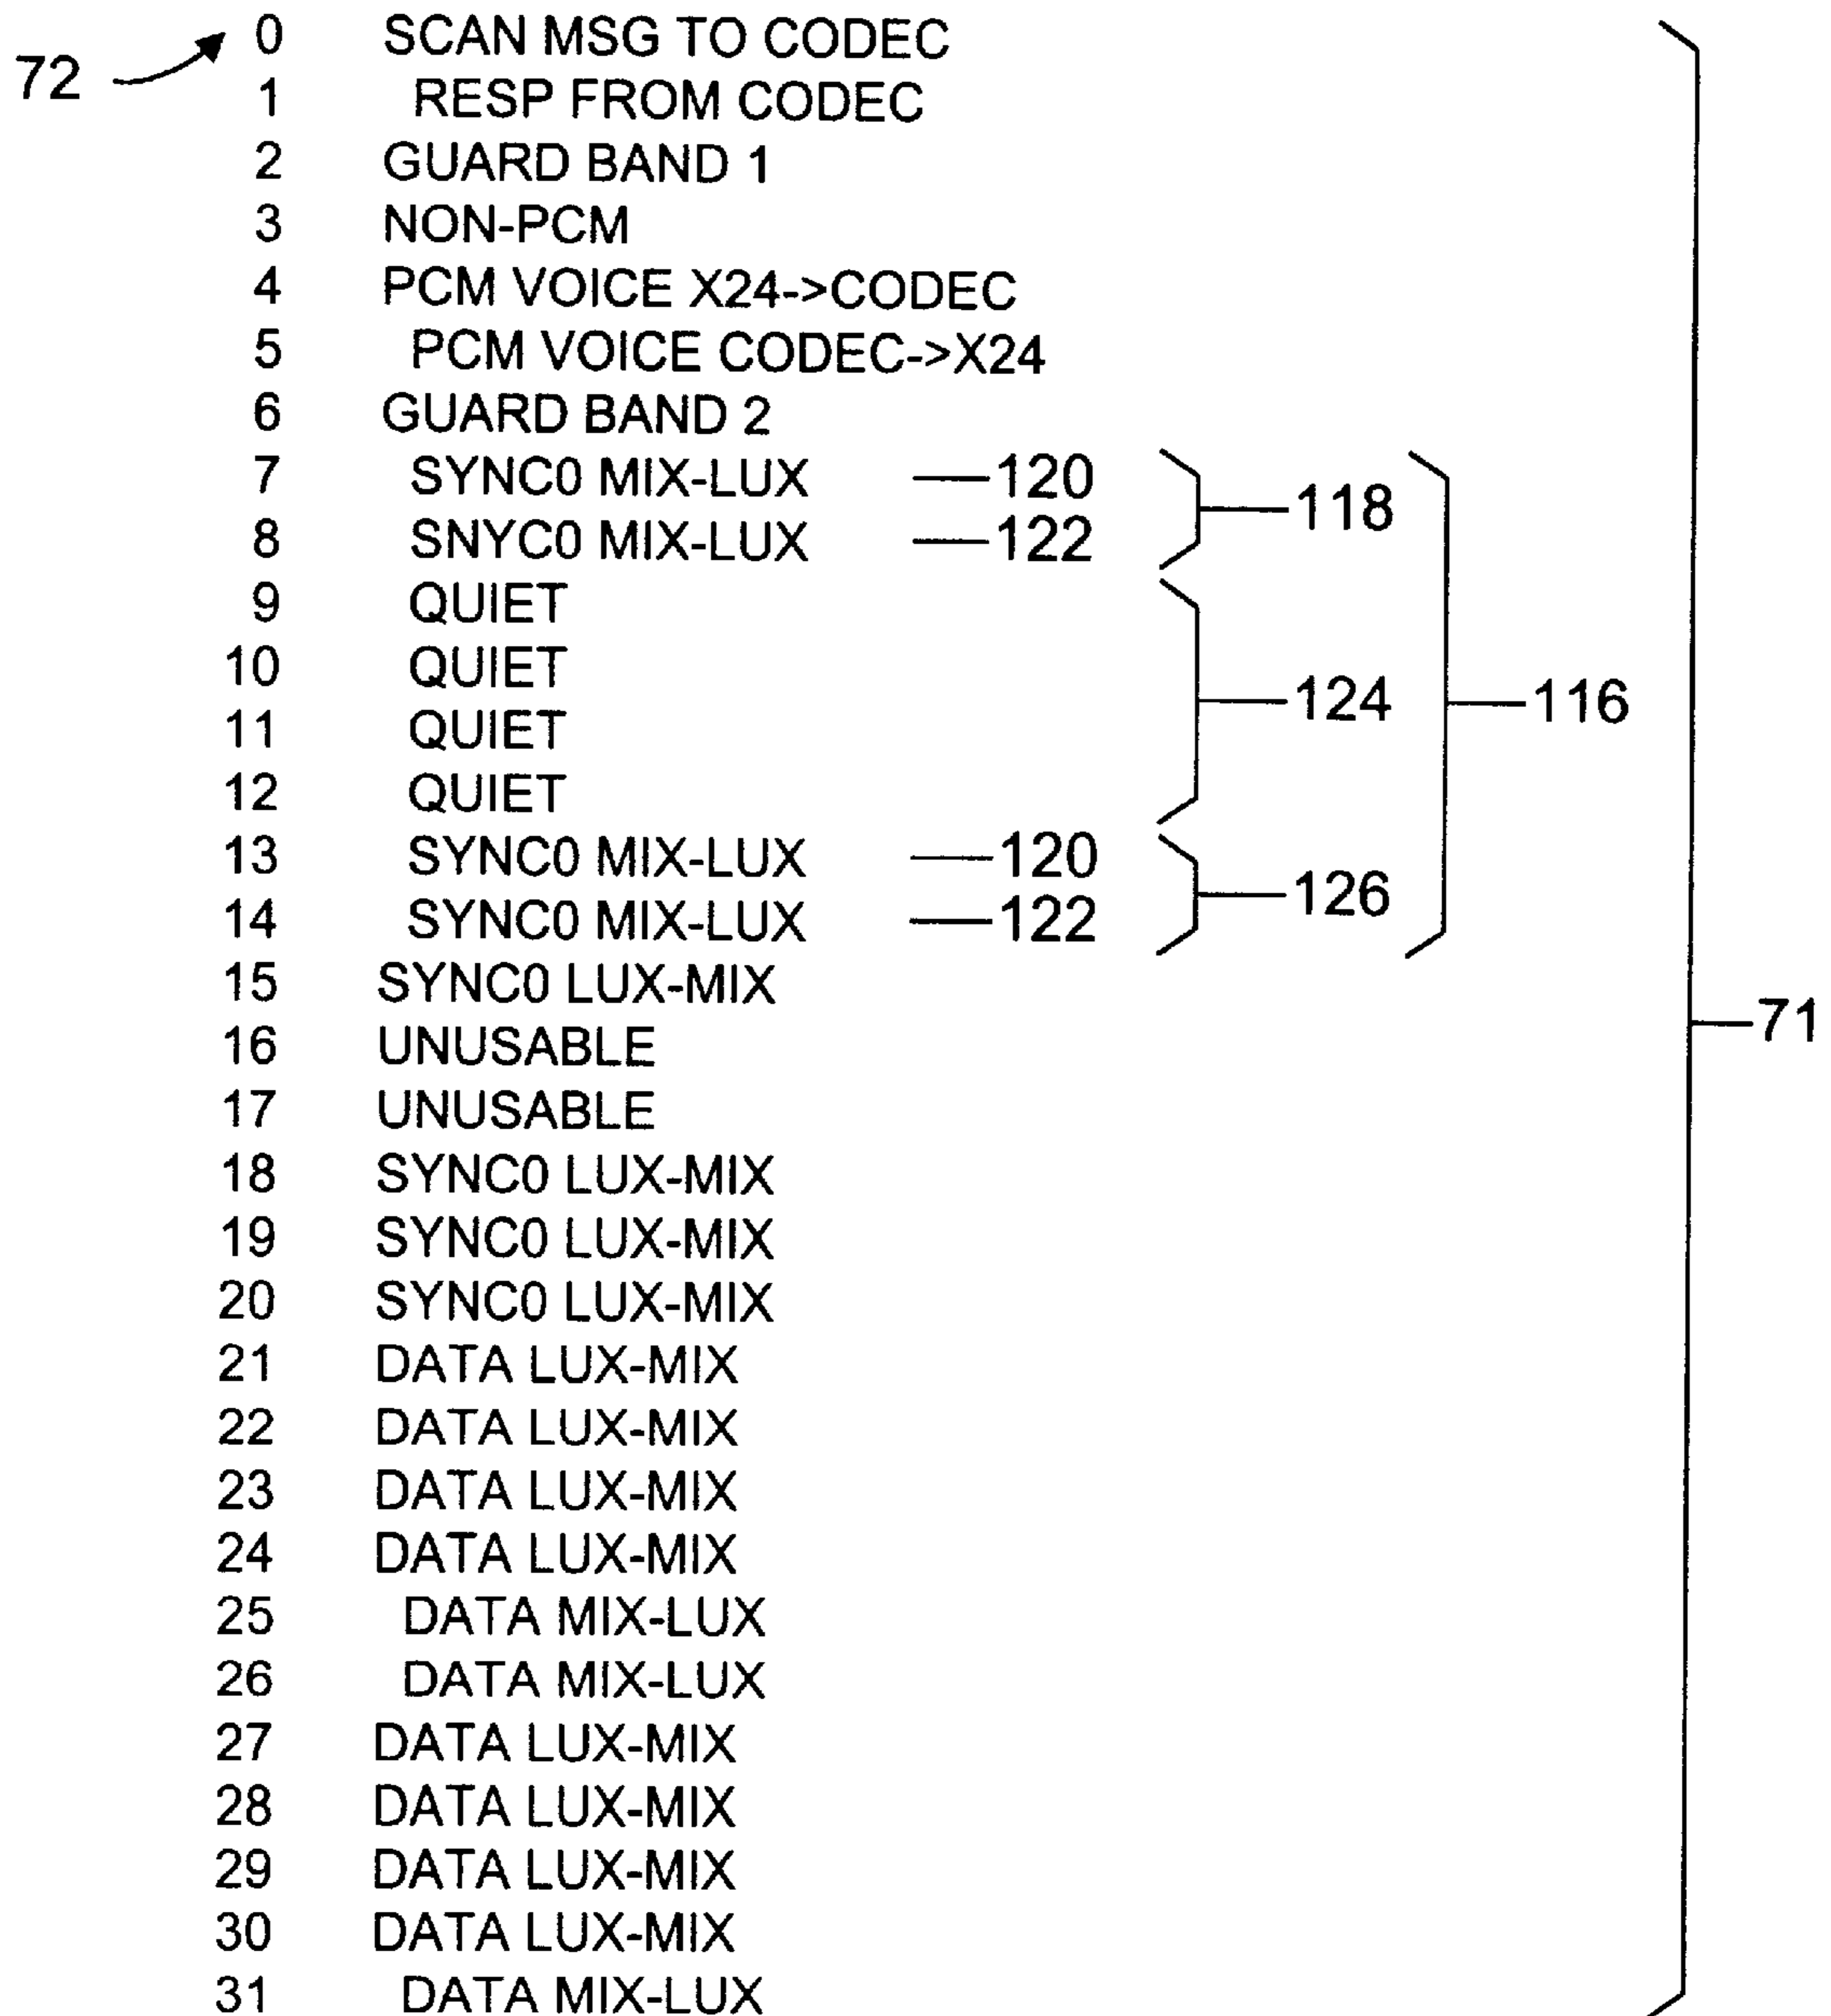 72 0 SCAN MSG TO CODEC
1 RESP FROM CODEC
2 GUARD BAND 1
3 NON-PCM
4 PCM VOICE X24->CODEC
5 PCM VOICE CODEC->X24
6 GUARD BAND 2
7 SYNC0 MIX-LUX 120
118
8 SNYC0 MIX-LUX 122
9 QUIET
10 QUIET
124 116
11 QUIET
12 QUIET
13 SYNC0 MIX-LUX 120
126
14 SYNC0 MIX-LUX 122
15 SYNC0 LUX-MIX
71
16 UNUSABLE
17 UNUSABLE
18 SYNC0 LUX-MIX
19 SYNC0 LUX-MIX
20 SYNC0 LUX-MIX
21 DATA LUX-MIX
22 DATA LUX-MIX
23 DATA LUX-MIX
24 DATA LUX-MIX
25 DATA MIX-LUX
26 DATA MIX-LUX
27 DATA LUX-MIX
28 DATA LUX-MIX
29 DATA LUX-MIX
30 DATA LUX-MIX
31 DATA MIX-LUX